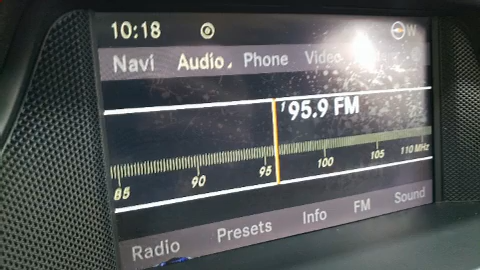 10:18 W
Navi Audio Phone Video
95.9 FM
85 90 95 100 105 110 MHz
Radio Presets Info FM Sound